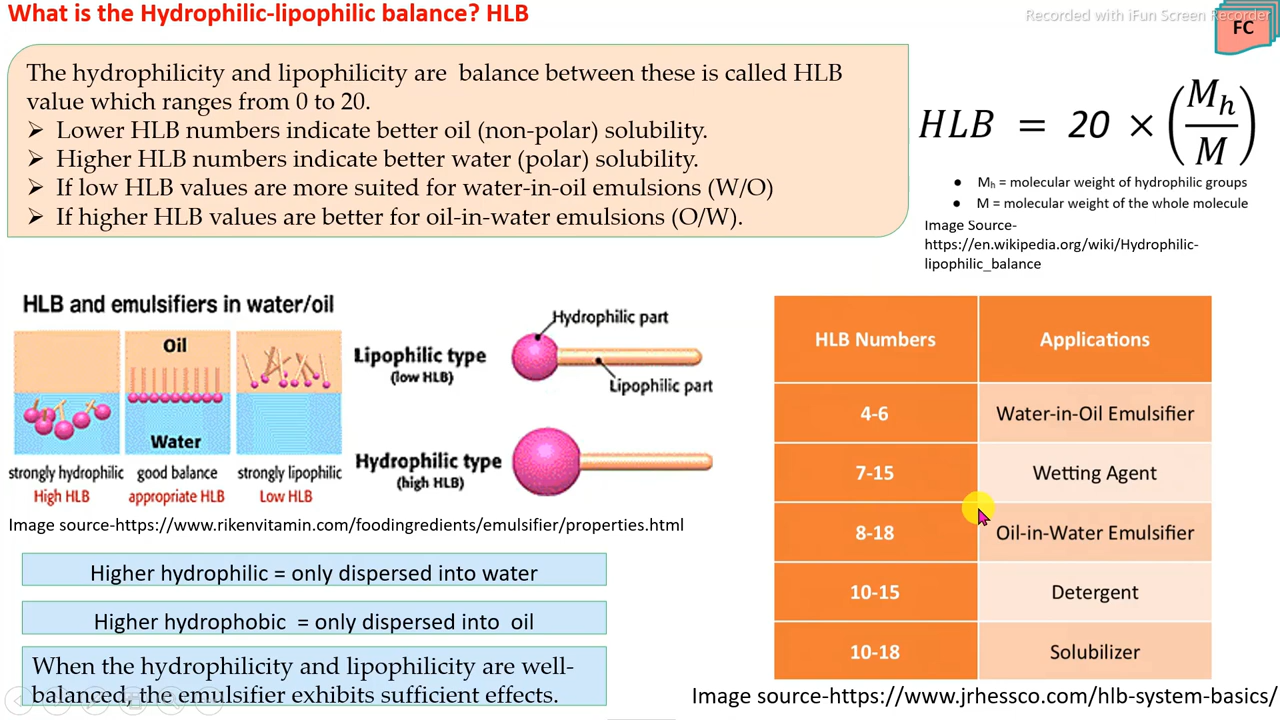 What is the Hydrophilic-lipophilic balance? HLB
Recorded with iFun Screen Recorder
FC
The hydrophilicity and lipophilicity are balance between these is called HLB
value which ranges from 0 to 20.
➢ Lower HLB numbers indicate better oil (non-polar) solubility.
➢ Higher HLB numbers indicate better water (polar) solubility.
➢ If low HLB values are more suited for water-in-oil emulsions (W/O)
➢ If higher HLB values are better for oil-in-water emulsions (O/W).
HLB = 20 × (Mh/M)
● Mh = molecular weight of hydrophilic groups
● M = molecular weight of the whole molecule
Image Source-
https://en.wikipedia.org/wiki/Hydrophilic-
lipophilic_balance
HLB and emulsifiers in water/oil
Oil
Water
strongly hydrophilic
High HLB
good balance
appropriate HLB
strongly lipophilic
Low HLB
Lipophilic type
(low HLB)
Hydrophilic part
Lipophilic part
Hydrophilic type
(high HLB)
Image source-https://www.rikenvitamin.com/foodingredients/emulsifier/properties.html
Higher hydrophilic = only dispersed into water
Higher hydrophobic = only dispersed into oil
When the hydrophilicity and lipophilicity are well-
balanced, the emulsifier exhibits sufficient effects.
HLB Numbers Applications
4-6 Water-in-Oil Emulsifier
7-15 Wetting Agent
8-18 Oil-in-Water Emulsifier
10-15 Detergent
10-18 Solubilizer
Image source-https://www.jrhessco.com/hlb-system-basics/